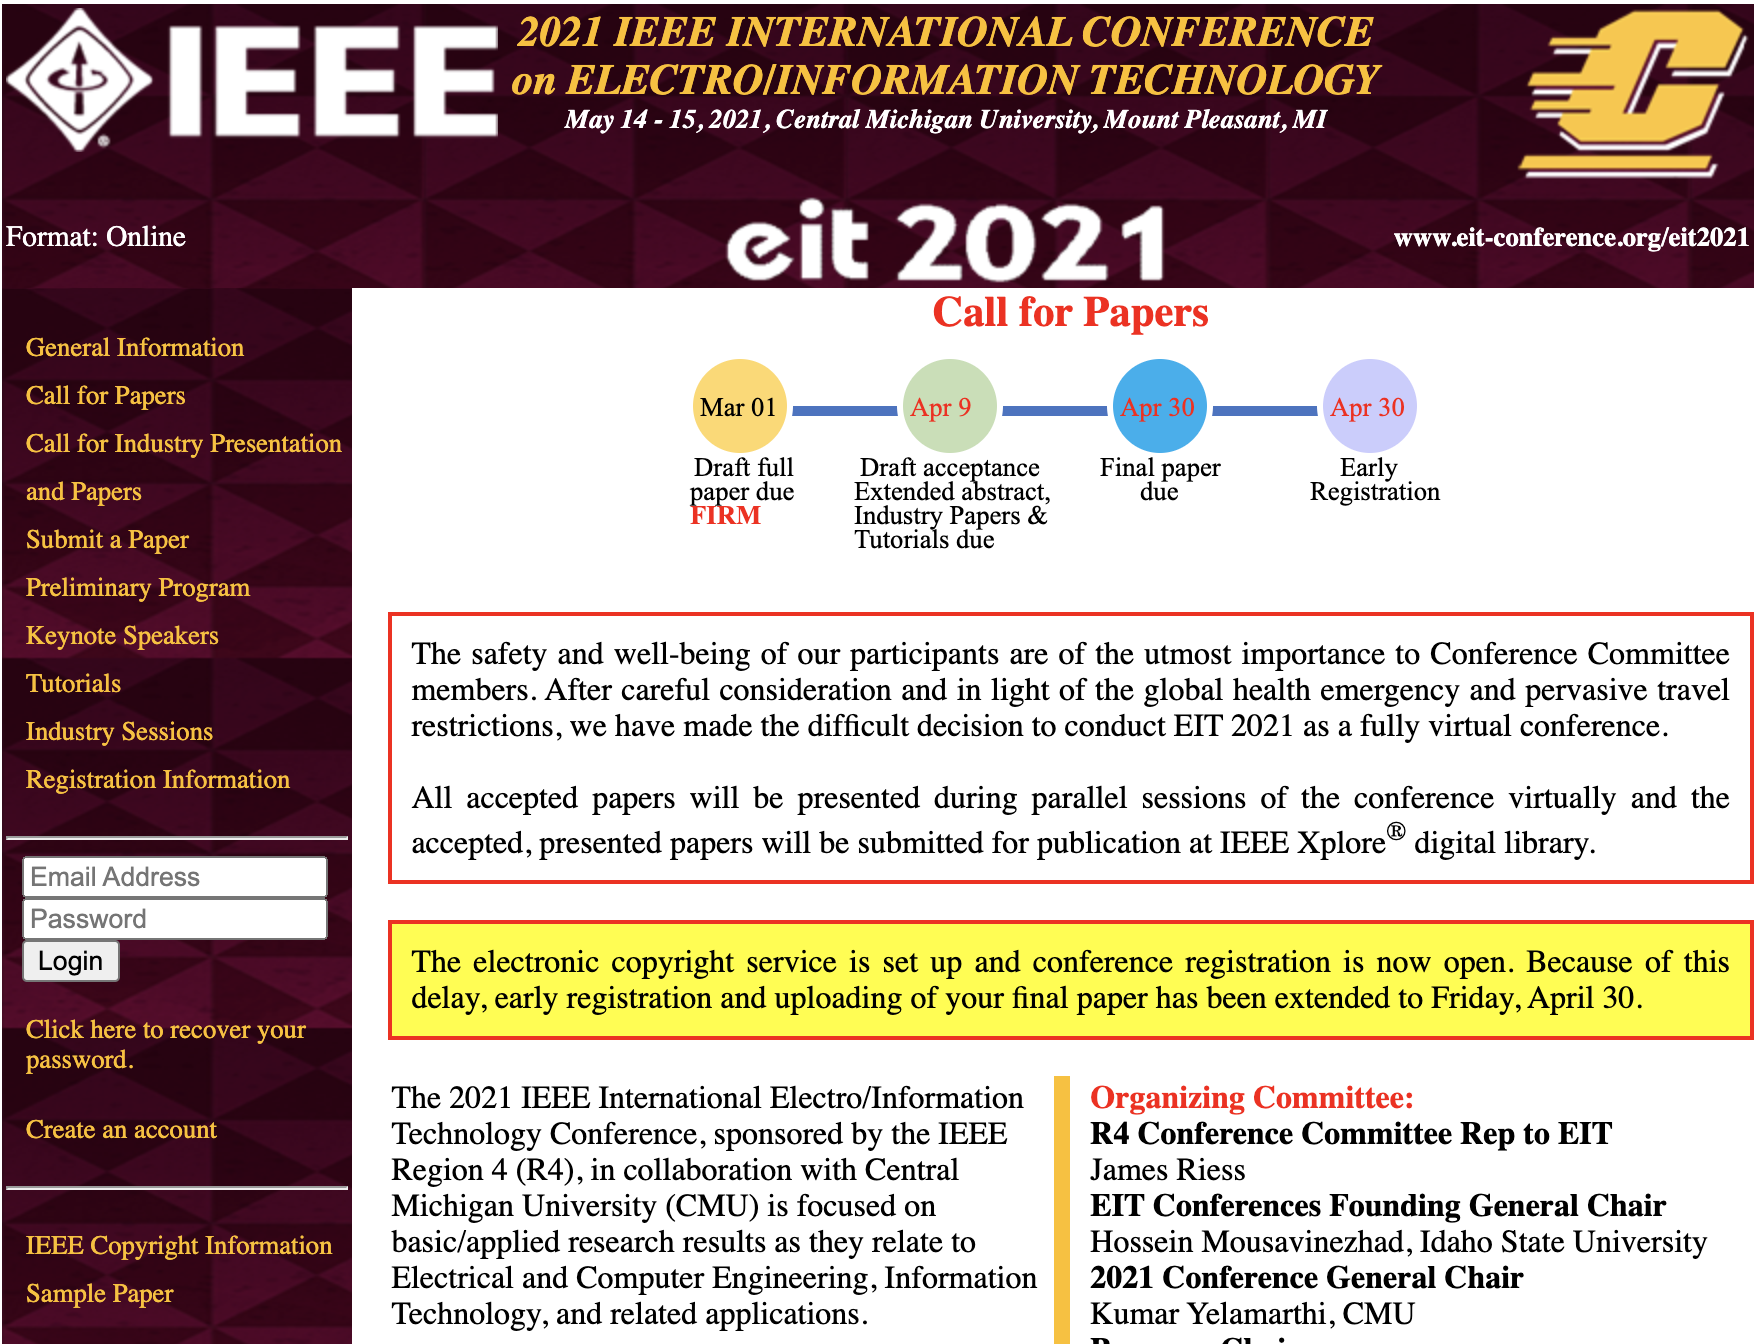 IEEE
®
2021 IEEE INTERNATIONAL CONFERENCE
on ELECTRO/INFORMATION TECHNOLOGY
May 14 - 15, 2021, Central Michigan University, Mount Pleasant, MI
C
Format: Online
eit 2021
www.eit-conference.org/eit2021
General Information
Call for Papers
Call for Industry Presentation
and Papers
Submit a Paper
Preliminary Program
Keynote Speakers
Tutorials
Industry Sessions
Registration Information
Email Address
Password
Login
Click here to recover your
password.
Create an account
IEEE Copyright Information
Sample Paper
Call for Papers
Mar 01
Draft full
paper due
FIRM
Apr 9
Draft acceptance
Extended abstract,
Industry Papers &
Tutorials due
Apr 30
Final paper
due
Apr 30
Early
Registration
The safety and well-being of our participants are of the utmost importance to Conference Committee
members. After careful consideration and in light of the global health emergency and pervasive travel
restrictions, we have made the difficult decision to conduct EIT 2021 as a fully virtual conference.
All accepted papers will be presented during parallel sessions of the conference virtually and the
accepted, presented papers will be submitted for publication at IEEE Xplore® digital library.
The electronic copyright service is set up and conference registration is now open. Because of this
delay, early registration and uploading of your final paper has been extended to Friday, April 30.
The 2021 IEEE International Electro/Information
Technology Conference, sponsored by the IEEE
Region 4 (R4), in collaboration with Central
Michigan University (CMU) is focused on
basic/applied research results as they relate to
Electrical and Computer Engineering, Information
Technology, and related applications.
Organizing Committee:
R4 Conference Committee Rep to EIT
James Riess
EIT Conferences Founding General Chair
Hossein Mousavinezhad, Idaho State University
2021 Conference General Chair
Kumar Yelamarthi, CMU